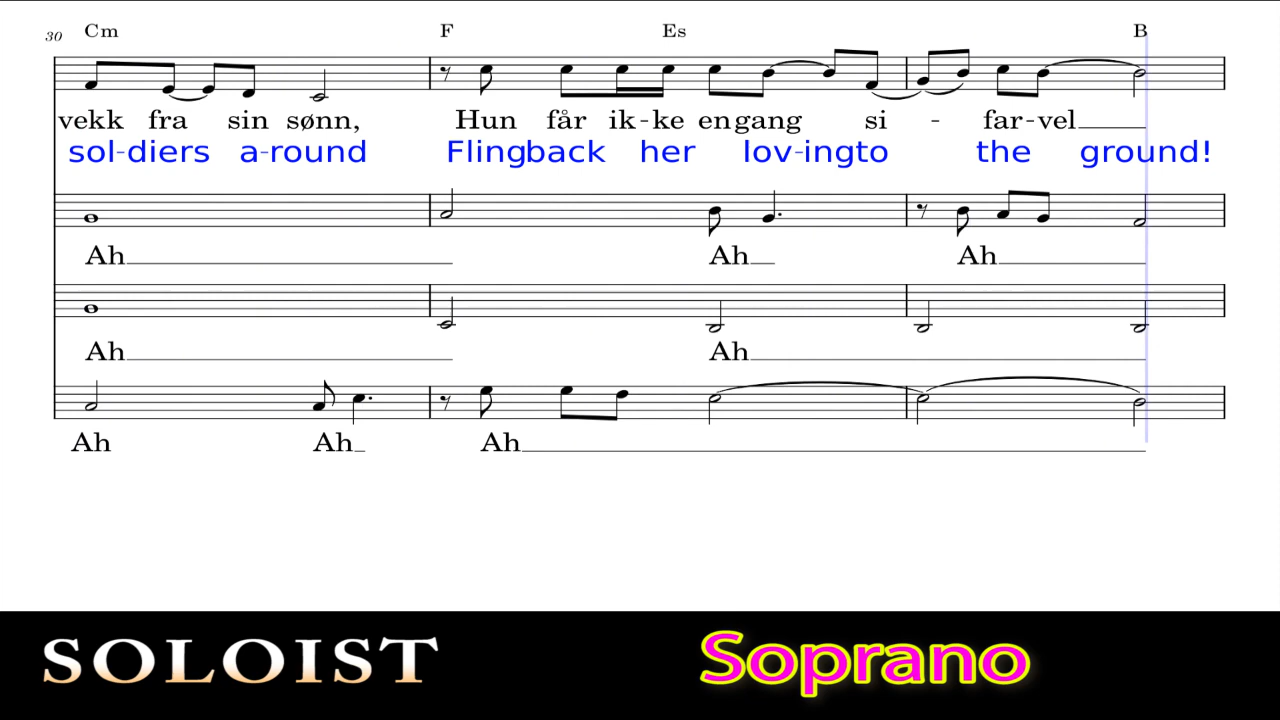 30 Cm F Es B
vekk fra sin sønn, Hun får ik-ke engang si - far-vel
sol-diers a-round Flingback her lov-ingto the ground!
Ah Ah Ah
Ah Ah
Ah Ah Ah
SOLOIST Soprano